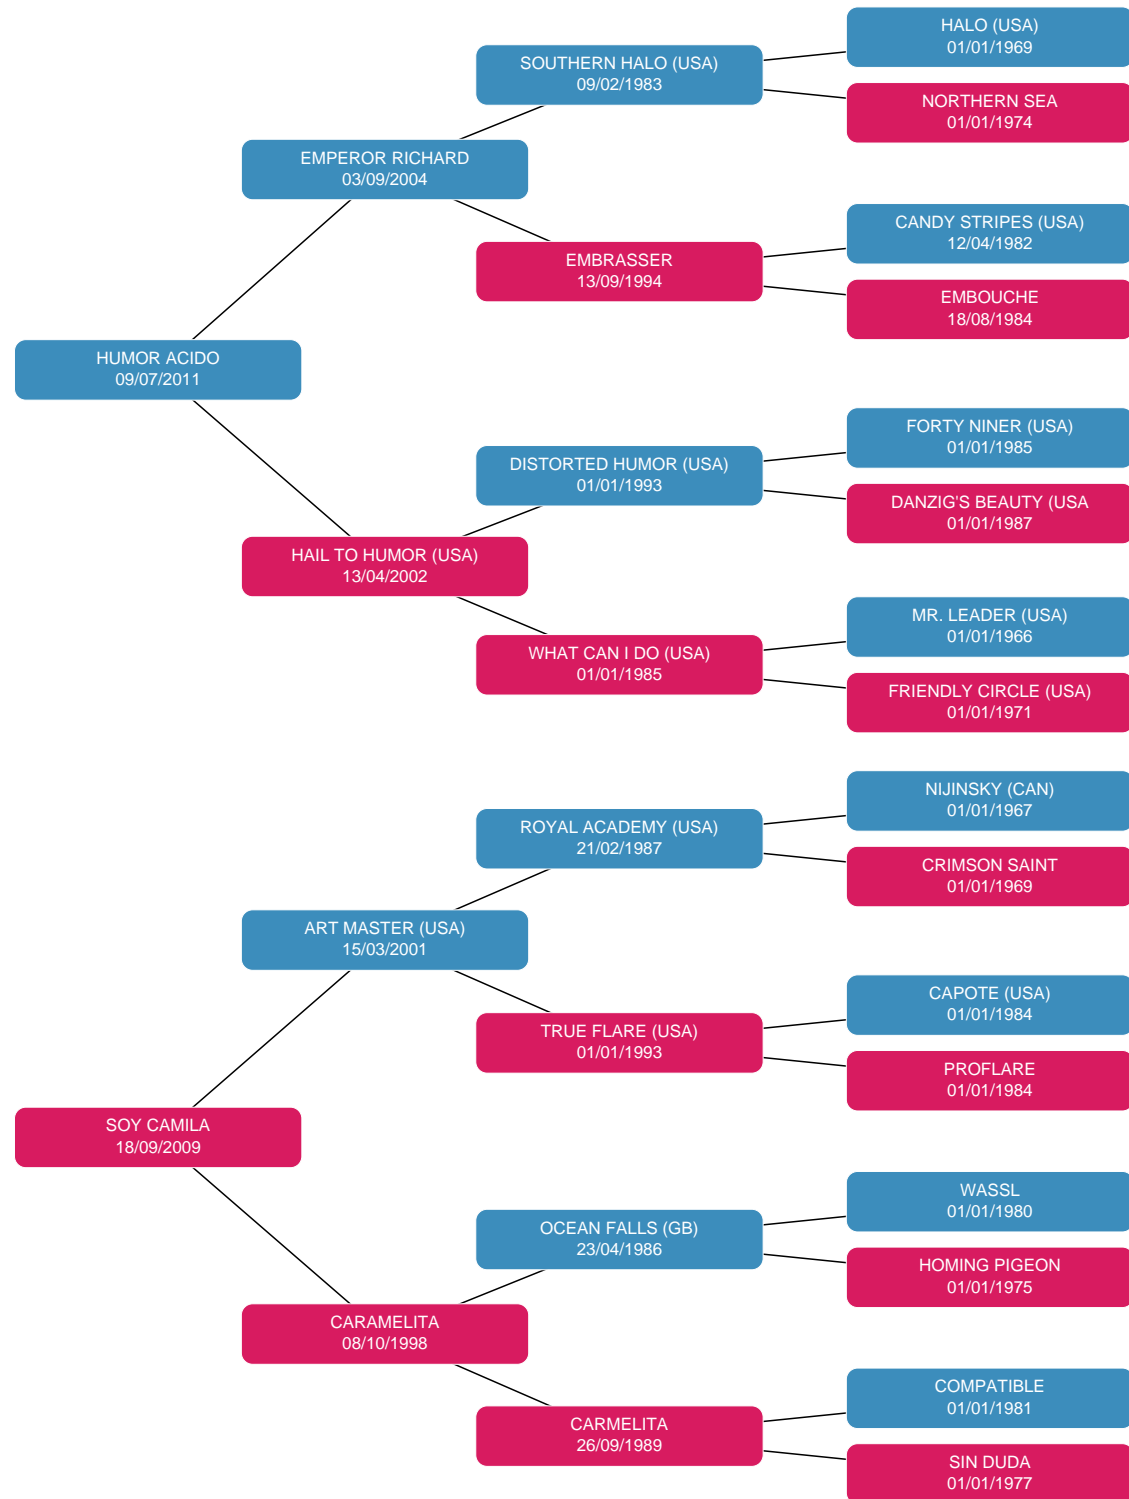 HALO (USA)
01/01/1969
SOUTHERN HALO (USA)
09/02/1983
NORTHERN SEA
01/01/1974
EMPEROR RICHARD
03/09/2004
CANDY STRIPES (USA)
12/04/1982
EMBRASSER
13/09/1994
EMBOUCHE
18/08/1984
HUMOR ACIDO
09/07/2011
FORTY NINER (USA)
01/01/1985
DISTORTED HUMOR (USA)
01/01/1993
DANZIG'S BEAUTY (USA
01/01/1987
HAIL TO HUMOR (USA)
13/04/2002
MR. LEADER (USA)
01/01/1966
WHAT CAN I DO (USA)
01/01/1985
FRIENDLY CIRCLE (USA)
01/01/1971
NIJINSKY (CAN)
01/01/1967
ROYAL ACADEMY (USA)
21/02/1987
CRIMSON SAINT
01/01/1969
ART MASTER (USA)
15/03/2001
CAPOTE (USA)
01/01/1984
TRUE FLARE (USA)
01/01/1993
PROFLARE
01/01/1984
SOY CAMILA
18/09/2009
WASSL
01/01/1980
OCEAN FALLS (GB)
23/04/1986
HOMING PIGEON
01/01/1975
CARAMELITA
08/10/1998
COMPATIBLE
01/01/1981
CARMELITA
26/09/1989
SIN DUDA
01/01/1977